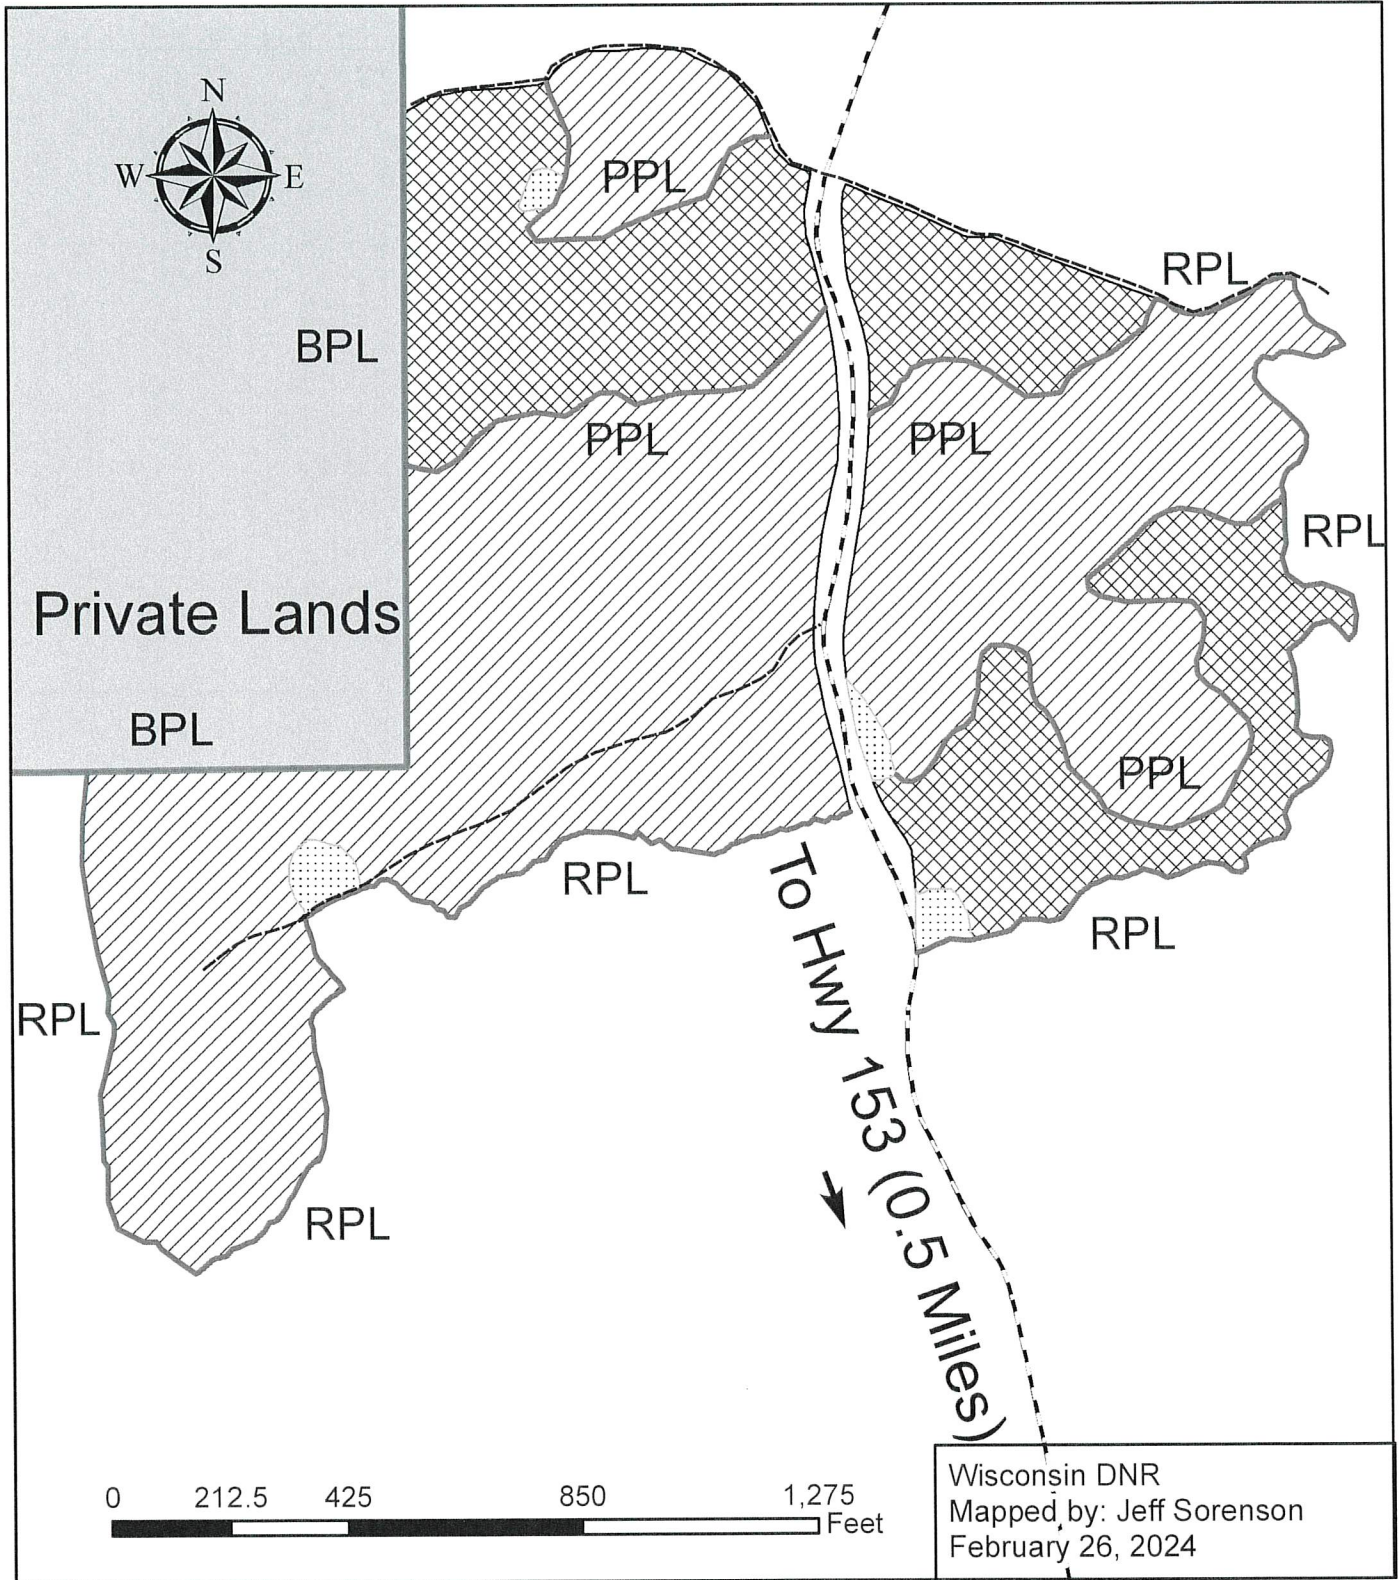 N
W
E
S
PPL
RPL
BPL
PPL
PPL
RPL
Private Lands
BPL
PPL
RPL
RPL
RPL
To Hwy 153 (0.5 Miles)
RPL
0 212.5 425 850 1,275
Feet
Wisconsin DNR
Mapped by: Jeff Sorenson
February 26, 2024